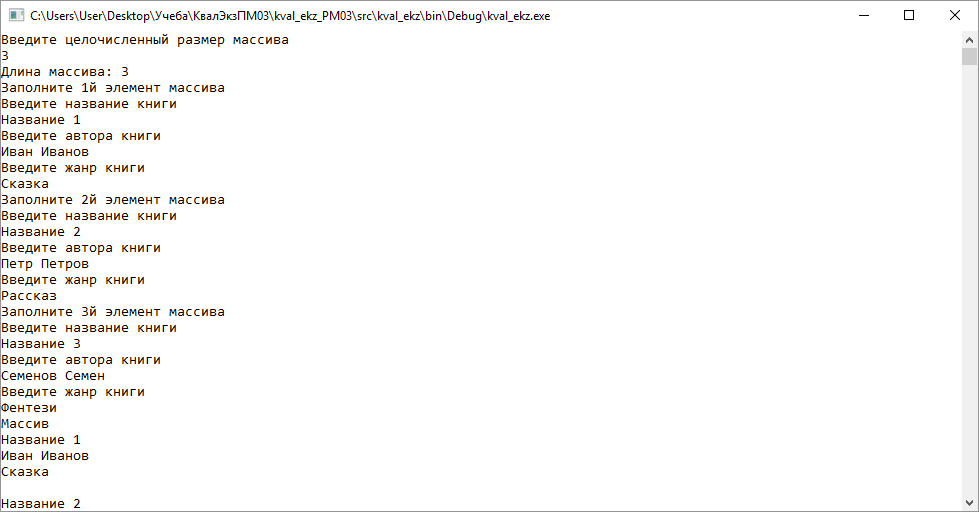 C:\Users\User\Desktop\Учеба\КвалЭкзПМ03\kval_ekz_PM03\src\kval_ekz\bin\Debug\kval_ekz.exe
Введите целочисленный размер массива
3
Длина массива: 3
Заполните 1й элемент массива
Введите название книги
Название 1
Введите автора книги
Иван Иванов
Введите жанр книги
Сказка
Заполните 2й элемент массива
Введите название книги
Название 2
Введите автора книги
Петр Петров
Введите жанр книги
Рассказ
Заполните 3й элемент массива
Введите название книги
Название 3
Введите автора книги
Семенов Семен
Введите жанр книги
Фентези
Массив
Название 1
Иван Иванов
Сказка
Название 2